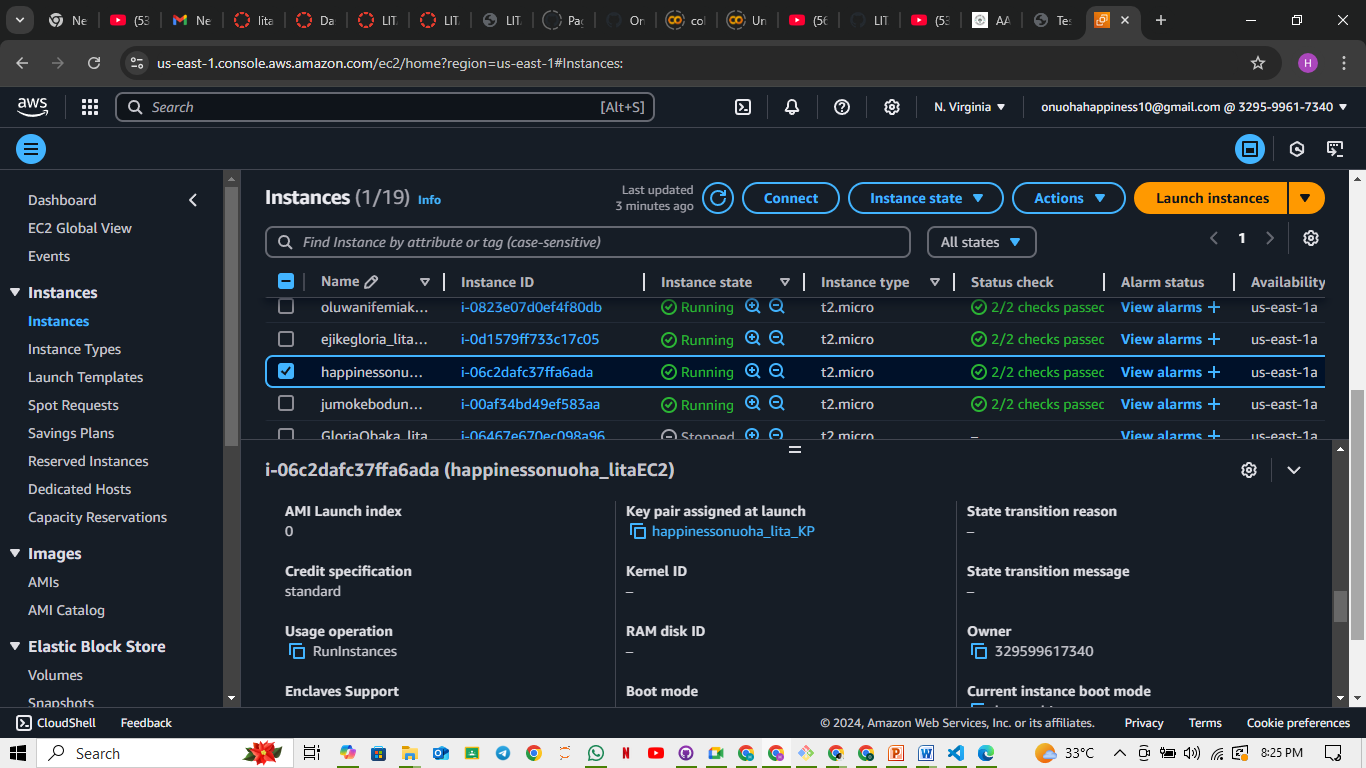 Ne
(53
Ne
lita
Da
LIT
LIT
LIT
Pac
On
col
Un
(56
LIT
(53
AA
Tes
us-east-1.console.aws.amazon.com/ec2/home?region=us-east-1#Instances:
H
aws
Search
[Alt+S]
N. Virginia
onuohahappiness10@gmail.com @ 3295-9961-7340
Dashboard
EC2 Global View
Events
Instances
Instances
Instance Types
Launch Templates
Spot Requests
Savings Plans
Reserved Instances
Dedicated Hosts
Capacity Reservations
Images
AMIs
AMI Catalog
Elastic Block Store
Volumes
Snapshots
Instances (1/19) Info
Last updated
3 minutes ago
Connect
Instance state
Actions
Launch instances
Find Instance by attribute or tag (case-sensitive)
All states
1
Name Instance ID Instance state Instance type Status check Alarm status Availability
oluwanifemiak... i-0823e07d0ef4f80db Running t2.micro 2/2 checks passed View alarms + us-east-1a
ejikegloria_lita... i-0d1579ff733c17c05 Running t2.micro 2/2 checks passed View alarms + us-east-1a
happinessonu... i-06c2dafc37ffa6ada Running t2.micro 2/2 checks passed View alarms + us-east-1a
jumokebodun... i-00af34bd49ef583aa Running t2.micro 2/2 checks passed View alarms + us-east-1a
GloriaObaka_lita i-06467e670ec098a96 Stopped t2.micro – View alarms + us-east-1a
i-06c2dafc37ffa6ada (happinessonuoha_litaEC2)
AMI Launch index
0
Key pair assigned at launch
happinessonuoha_lita_KP
State transition reason
–
Credit specification
standard
Kernel ID
–
State transition message
–
Usage operation
RunInstances
RAM disk ID
–
Owner
329599617340
Enclaves Support
Boot mode
Current instance boot mode
CloudShell
Feedback
© 2024, Amazon Web Services, Inc. or its affiliates.
Privacy
Terms
Cookie preferences
Search
33°C
8:25 PM